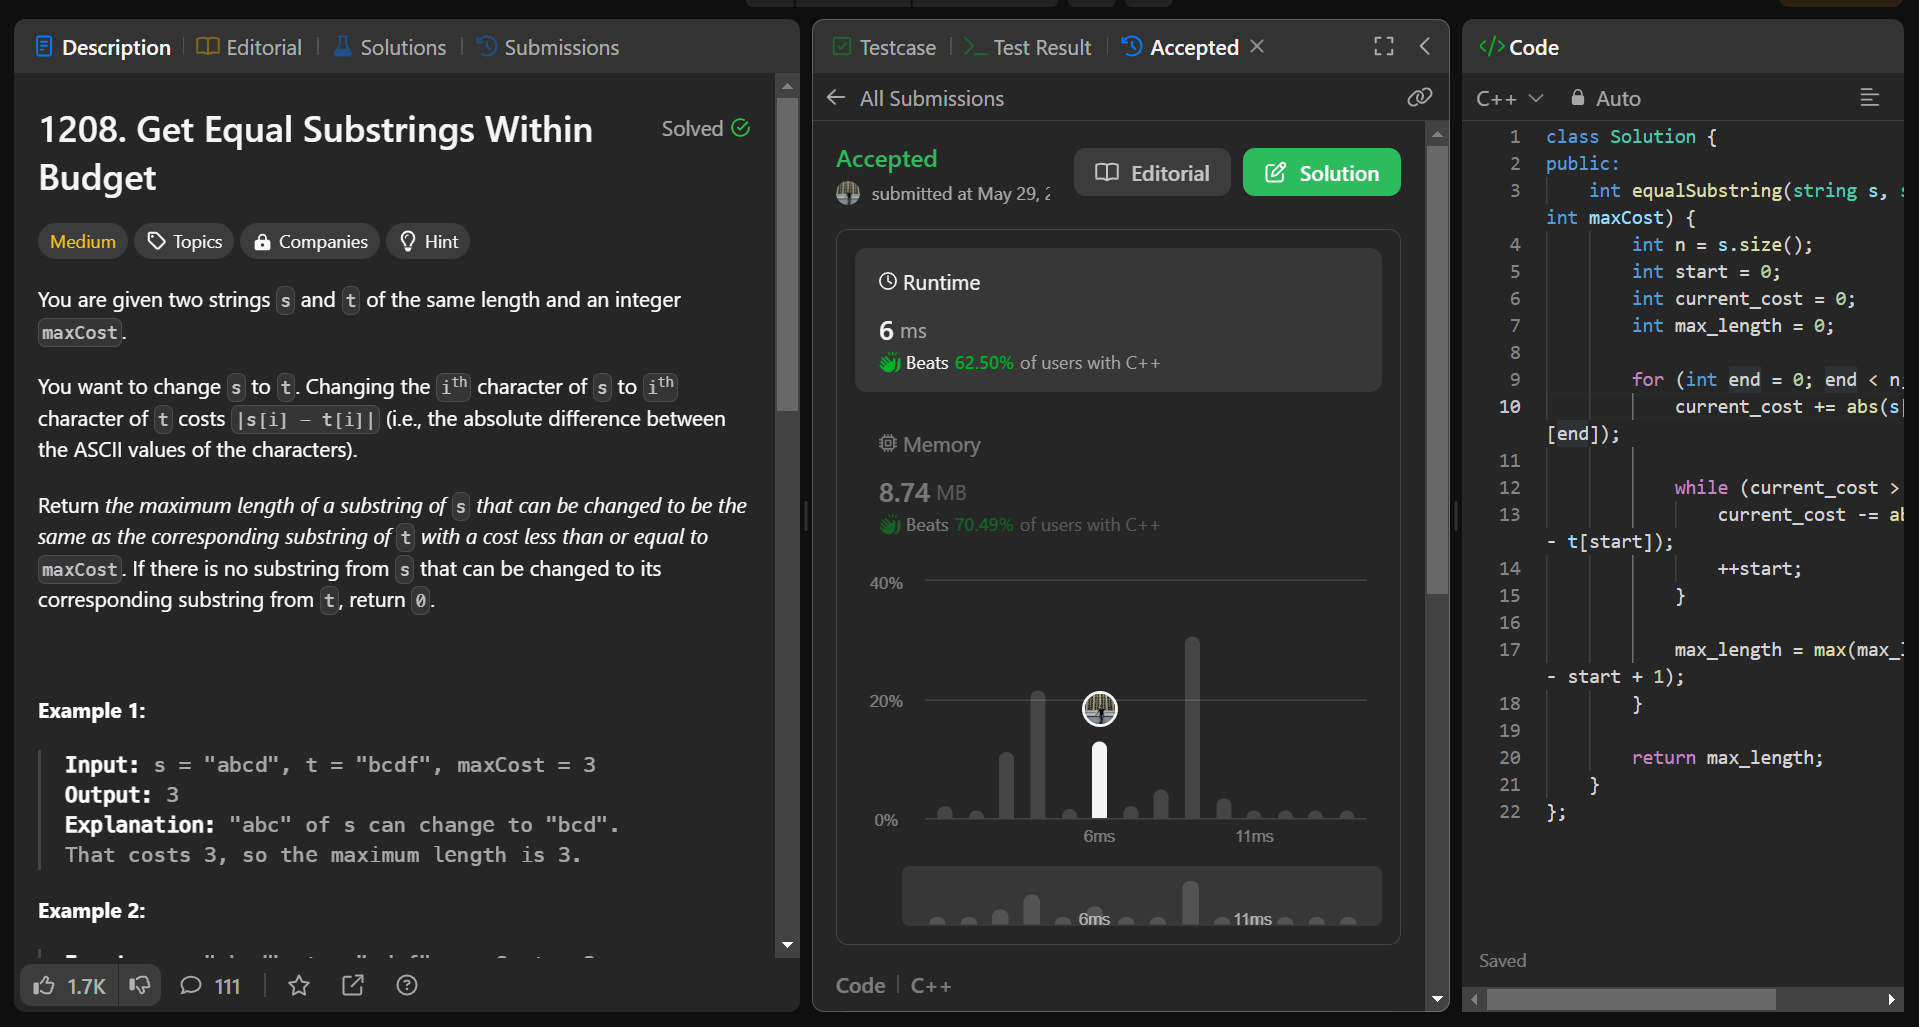 Description
Editorial
Solutions
Submissions
1208. Get Equal Substrings Within
Budget
Solved
Medium
Topics
Companies
Hint
You are given two strings s and t of the same length and an integer
maxCost.
You want to change s to t. Changing the ith character of s to ith
character of t costs |s[i] - t[i]| (i.e., the absolute difference between
the ASCII values of the characters).
Return the maximum length of a substring of s that can be changed to be the
same as the corresponding substring of t with a cost less than or equal to
maxCost. If there is no substring from s that can be changed to its
corresponding substring from t, return 0.
Example 1:
Input: s = "abcd", t = "bcdf", maxCost = 3
Output: 3
Explanation: "abc" of s can change to "bcd".
That costs 3, so the maximum length is 3.
Example 2:
1.7K
111
Testcase
Test Result
Accepted
All Submissions
Accepted
submitted at May 29,
Editorial
Solution
Runtime
6 ms
Beats 62.50% of users with C++
Memory
8.74 MB
Beats 70.49% of users with C++
40%
20%
0%
6ms
11ms
6ms
11ms
Code
C++
</> Code
C++
Auto
1 class Solution {
2 public:
3 int equalSubstring(string s,
int maxCost) {
4 int n = s.size();
5 int start = 0;
6 int current_cost = 0;
7 int max_length = 0;
8
9 for (int end = 0; end < n
10 current_cost += abs(s
[end]);
11
12 while (current_cost >
13 current_cost -= a
- t[start]);
14 ++start;
15 }
16
17 max_length = max(max_
- start + 1);
18 }
19
20 return max_length;
21 }
22 };
Saved